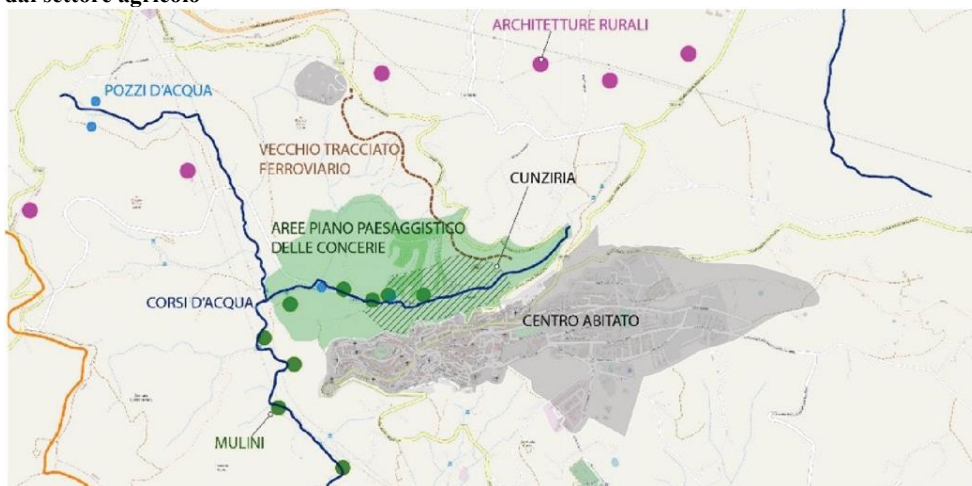 dal settore agricolo
ARCHITETTURE RURALI
POZZI D'ACQUA
VECCHIO TRACCIATO
FERROVIARIO
CUNZIRIA
AREE PIANO PAESAGGISTICO
DELLE CONCERIE
CORSI D'ACQUA
CENTRO ABITATO
MULINI